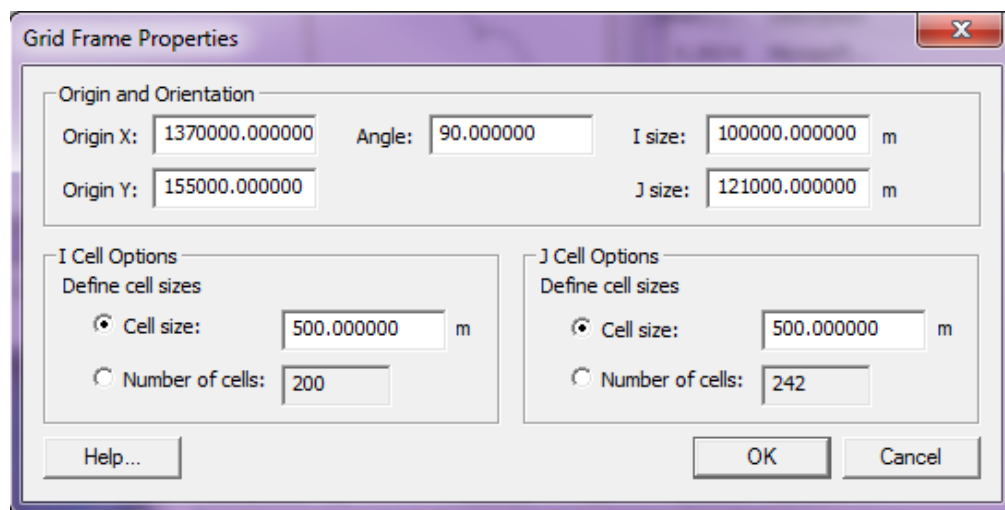 Grid Frame Properties
Origin and Orientation
Origin X: 1370000.000000 Angle: 90.000000 I size: 100000.000000 m
Origin Y: 155000.000000 J size: 121000.000000 m
I Cell Options
Define cell sizes
Cell size: 500.000000 m
Number of cells: 200
J Cell Options
Define cell sizes
Cell size: 500.000000 m
Number of cells: 242
Help... OK Cancel